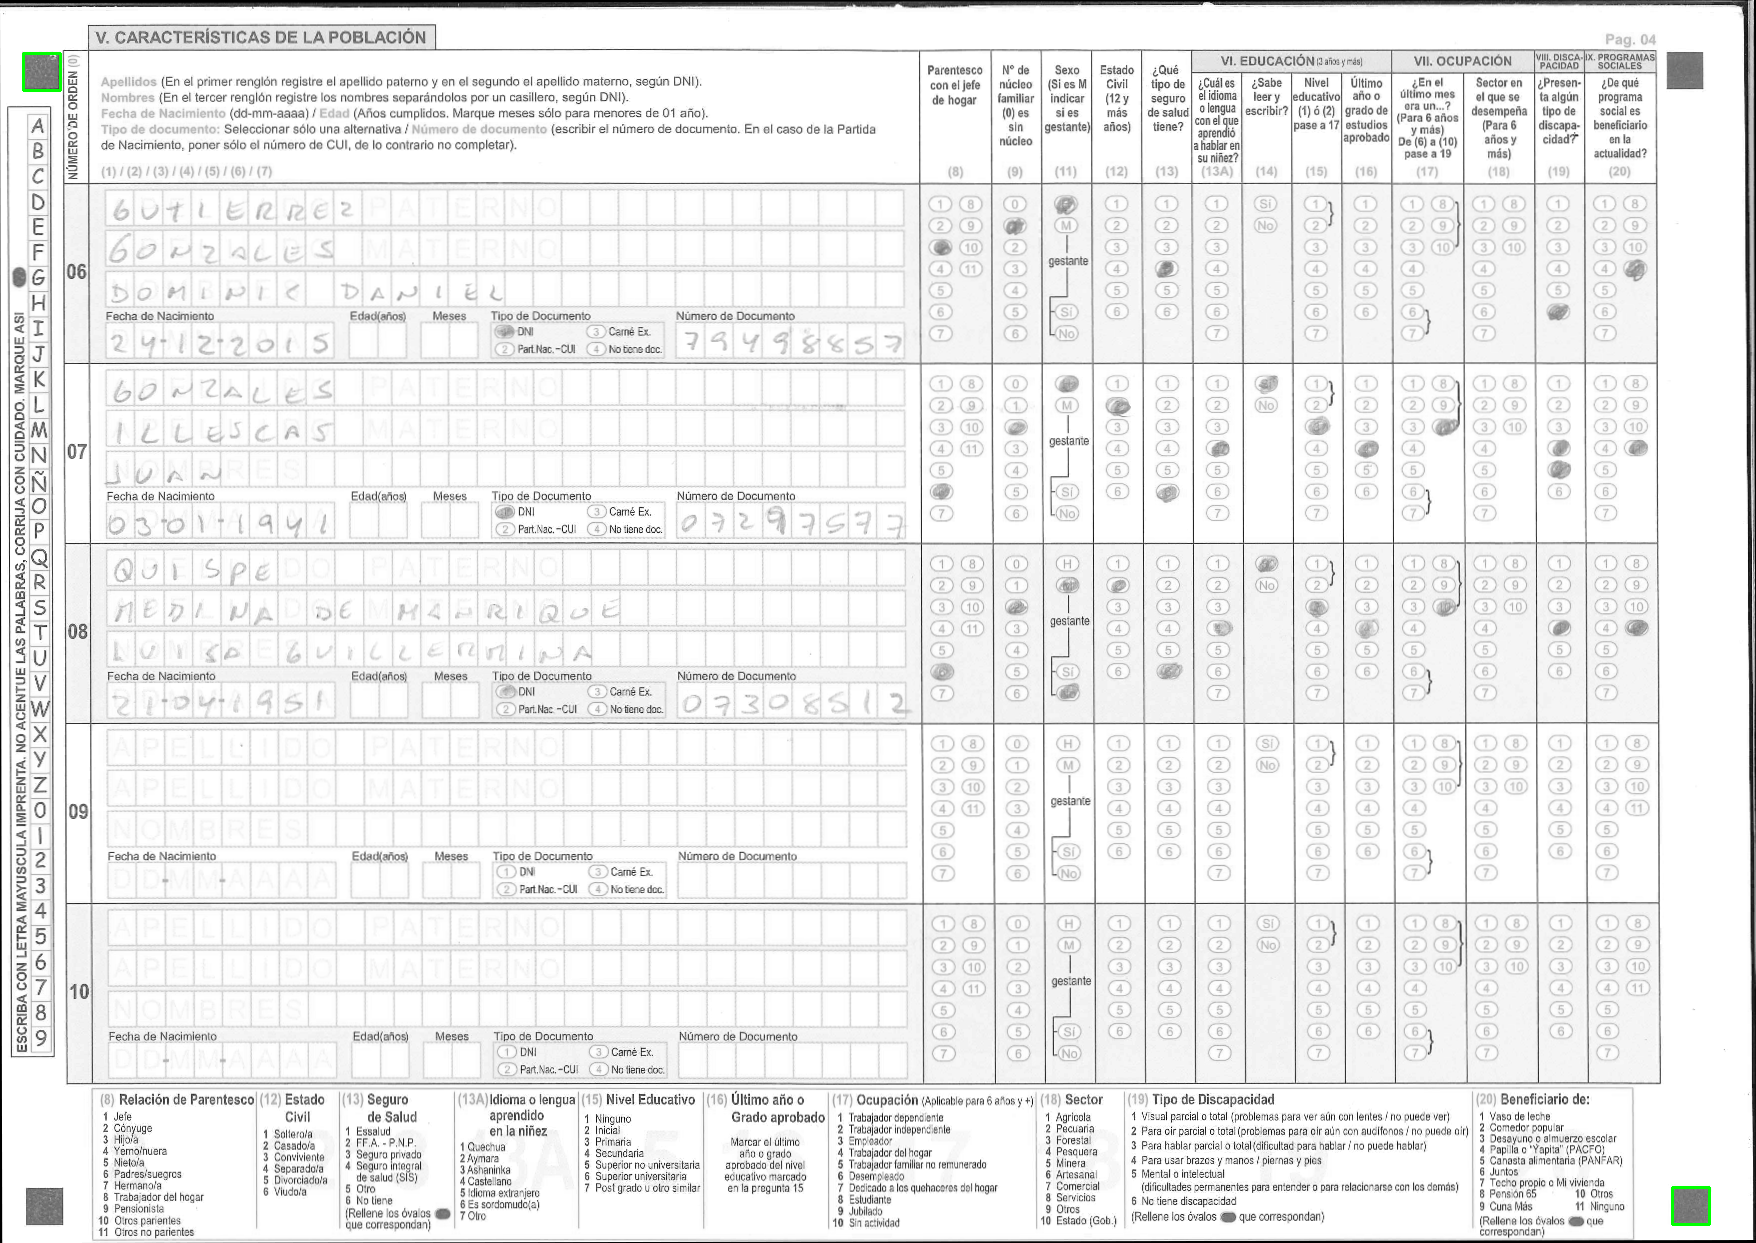 V. CARACTERÍSTICAS DE LA POBLACIÓN
Pag. 04
NÚMERO DE ORDEN (0)
Apellidos (En el primer renglón registre el apellido paterno y en el segundo el apellido materno, según DNI).
Nombres (En el tercer renglón registre los nombres separándolos por un casillero, según DNI).
Fecha de Nacimiento (dd-mm-aaaa) / Edad (Años cumplidos. Marque meses sólo para menores de 01 año).
Tipo de documento: Seleccionar sólo una alternativa / Número de documento (escribir el número de documento. En el caso de la Partida
de Nacimiento, poner sólo el número de CUI, de lo contrario no completar).
(1) / (2) / (3) / (4) / (5) / (6) / (7)
Parentesco con el jefe de hogar (8)
N° de núcleo familiar (0) es sin núcleo (9)
Sexo (Si es M indicar si es gestante) (11)
Estado Civil (12 y más años) (12)
¿Qué tipo de seguro de salud tiene? (13)
VI. EDUCACIÓN (3 años y más)
¿Cuál es el idioma o lengua con el que aprendió a hablar en su niñez? (13A)
¿Sabe leer y escribir? (14)
Nivel educativo (1) ó (2) pase a 17 (15)
Último año o grado de estudios aprobado (16)
VII. OCUPACIÓN
¿En el último mes era un...? (Para 6 años y más) De (6) a (10) pase a 19 (17)
Sector en el que se desempeña (Para 6 años y más) (18)
VIII. DISCAPACIDAD
¿Presenta algún tipo de discapacidad? (19)
IX. PROGRAMAS SOCIALES
¿De qué programa social es beneficiario en la actualidad? (20)
ESCRIBA CON LETRA MAYUSCULA IMPRENTA. NO ACENTUE LAS PALABRAS, CORRIJA CON CUIDADO. MARQUE ASI
A B C D E F G H I J K L M N Ñ O P Q R S T U V W X Y Z 0 1 2 3 4 5 6 7 8 9
06
GUTIERREZ
GONZALES
DOMINIC DANIEL
Fecha de Nacimiento Edad(años) Meses Tipo de Documento Número de Documento
24-12-2015
1 DNI 3 Carné Ex.
2 Part.Nac.-CUI 4 No tiene doc.
79498857
07
GONZALES
ILLESCAS
JUAN
Fecha de Nacimiento Edad(años) Meses Tipo de Documento Número de Documento
03-01-1941
DNI 3 Carné Ex.
2 Part.Nac.-CUI 4 No tiene doc.
07297577
08
QUISPE
MEDINA DE MANRIQUE
LUISA GUILLERMINA
Fecha de Nacimiento Edad(años) Meses Tipo de Documento Número de Documento
21-04-1951
DNI 3 Carné Ex.
2 Part.Nac.-CUI 4 No tiene doc.
07308512
09
APELLIDO PATERNO
APELLIDO MATERNO
NOMBRES
Fecha de Nacimiento Edad(años) Meses Tipo de Documento Número de Documento
DD-MM-AAAA
1 DNI 3 Carné Ex.
2 Part.Nac.-CUI 4 No tiene doc.
10
APELLIDO PATERNO
APELLIDO MATERNO
NOMBRES
Fecha de Nacimiento Edad(años) Meses Tipo de Documento Número de Documento
DD-MM-AAAA
1 DNI 3 Carné Ex.
2 Part.Nac.-CUI 4 No tiene doc.
(8) Relación de Parentesco
1 Jefe
2 Cónyuge
3 Hijo/a
4 Yerno/nuera
5 Nieto/a
6 Padres/suegros
7 Hermano/a
8 Trabajador del hogar
9 Pensionista
10 Otros parientes
11 Otros no parientes
(12) Estado Civil
1 Soltero/a
2 Casado/a
3 Conviviente
4 Separado/a
5 Divorciado/a
6 Viudo/a
(13) Seguro de Salud
1 Essalud
2 FF.A. - P.N.P.
3 Seguro privado
4 Seguro integral de salud (SIS)
5 Otro
6 No tiene
(Rellene los óvalos que correspondan)
(13A) Idioma o lengua aprendido en la niñez
1 Quechua
2 Aymara
3 Ashaninka
4 Castellano
5 Idioma extranjero
6 Es sordomudo(a)
7 Otro
(15) Nivel Educativo
1 Ninguno
2 Inicial
3 Primaria
4 Secundaria
5 Superior no universitaria
6 Superior universitaria
7 Post grado u otro similar
(16) Último año o Grado aprobado
Marcar el último año o grado aprobado del nivel educativo marcado en la pregunta 15
(17) Ocupación (Aplicable para 6 años y +)
1 Trabajador dependiente
2 Trabajador independiente
3 Empleador
4 Trabajador del hogar
5 Trabajador familiar no remunerado
6 Desempleado
7 Dedicado a los quehaceres del hogar
8 Estudiante
9 Jubilado
10 Sin actividad
(18) Sector
1 Agrícola
2 Pecuaria
3 Forestal
4 Pesquera
5 Minera
6 Artesanal
7 Comercial
8 Servicios
9 Otros
10 Estado (Gob.)
(19) Tipo de Discapacidad
1 Visual parcial o total (problemas para ver aún con lentes / no puede ver)
2 Para oir parcial o total (problemas para oir aún con audífonos / no puede oir)
3 Para hablar parcial o total (dificultad para hablar / no puede hablar)
4 Para usar brazos y manos / piernas y pies
5 Mental o intelectual
(dificultades permanentes para entender o para relacionarse con los demás)
6 No tiene discapacidad
(Rellene los óvalos que correspondan)
(20) Beneficiario de:
1 Vaso de leche
2 Comedor popular
3 Desayuno o almuerzo escolar
4 Papilla o "Yapita" (PACFO)
5 Canasta alimentaria (PANFAR)
6 Juntos
7 Techo propio o Mi vivienda
8 Pensión 65 10 Otros
9 Cuna Más 11 Ninguno
(Rellene los óvalos que correspondan)